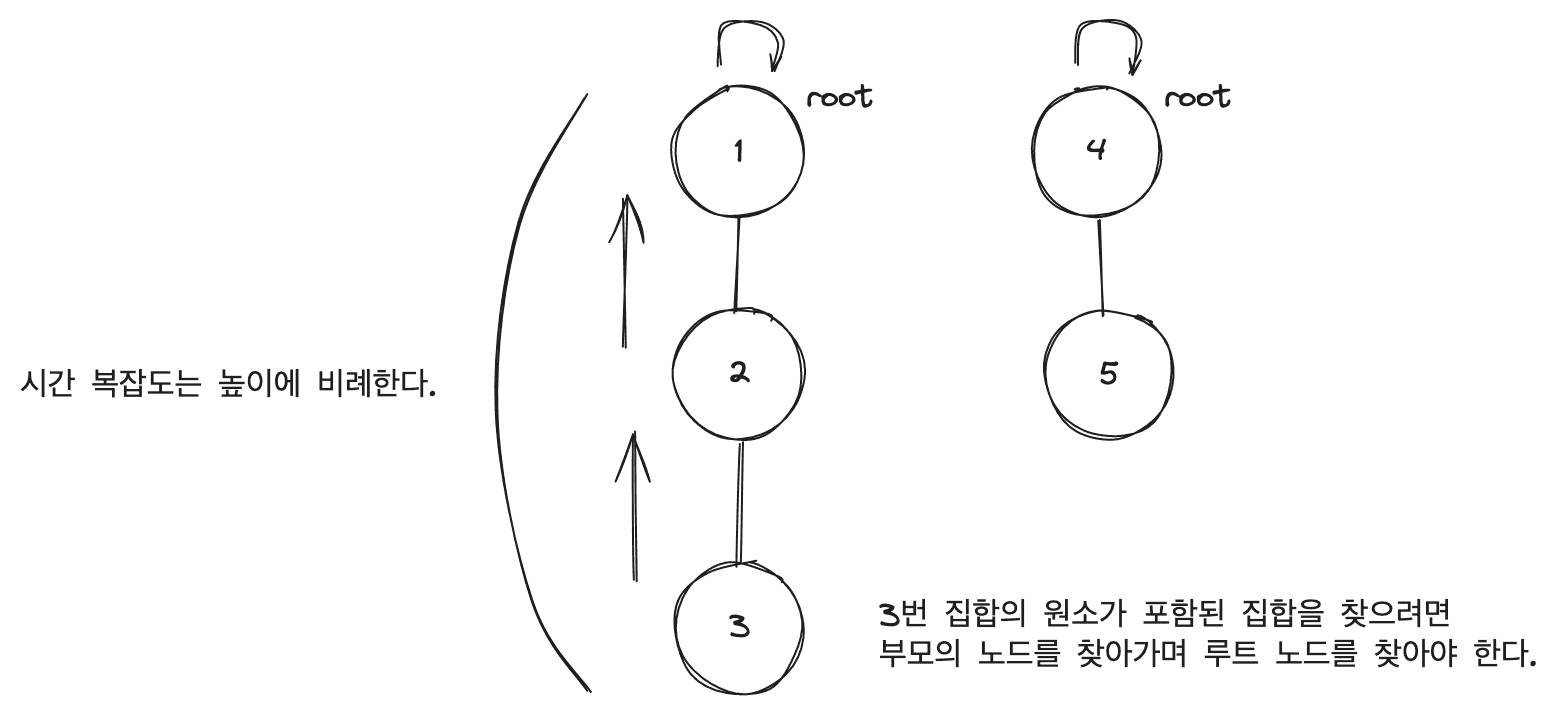 root
root
1
4
시간 복잡도는 높이에 비례한다.
2
5
3
3번 집합의 원소가 포함된 집합을 찾으려면
부모의 노드를 찾아가며 루트 노드를 찾아야 한다.